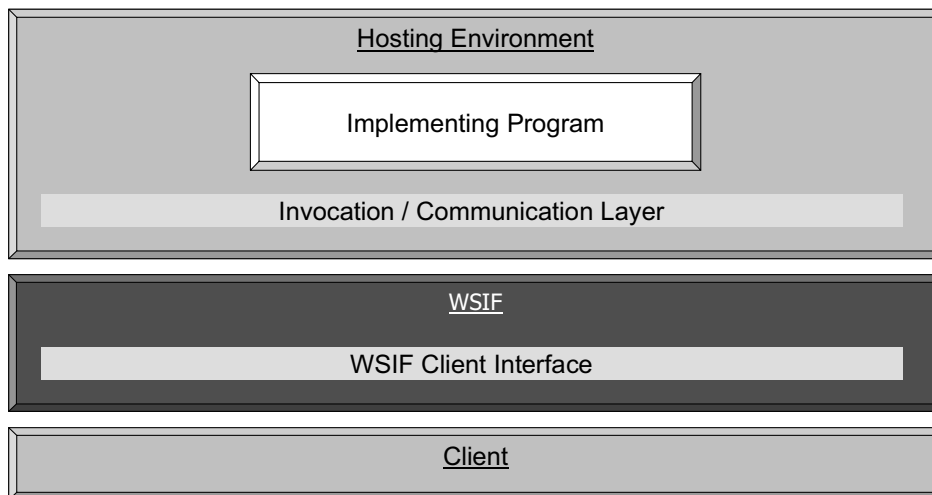 Hosting Environment
Implementing Program
Invocation / Communication Layer
WSIF
WSIF Client Interface
Client